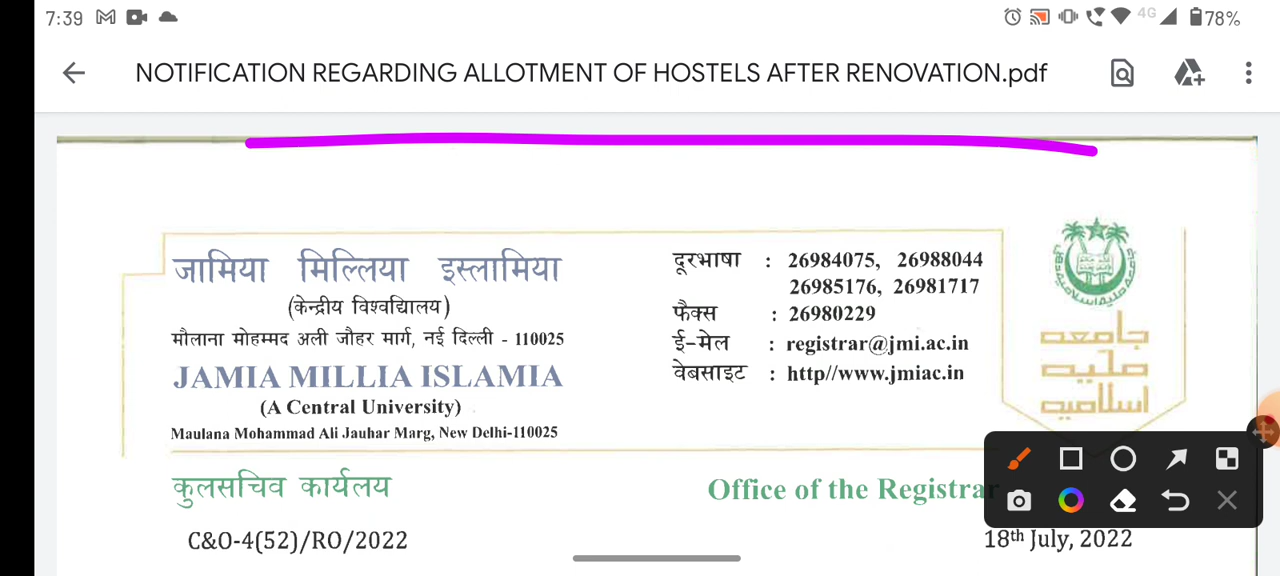 7:39
4G
78%
NOTIFICATION REGARDING ALLOTMENT OF HOSTELS AFTER RENOVATION.pdf
जामिया मिल्लिया इस्लामिया
(केन्द्रीय विश्वद्यािलय)
मौलाना मोहम्मद अली जौहर मार्ग, नई दिल्ली - 110025
JAMIA MILLIA ISLAMIA
(A Central University)
Maulana Mohammad Ali Jauhar Marg, New Delhi-110025
दूरभाषा : 26984075, 26988044
26985176, 26981717
फैक्स : 26980229
ई-मेल : registrar@jmi.ac.in
वेबसाइट : http//www.jmiac.in
جامعہ
ملیہ
اسلامیہ
कुलसचिव कार्यलय
Office of the Registrar
C&O-4(52)/RO/2022
18th July, 2022